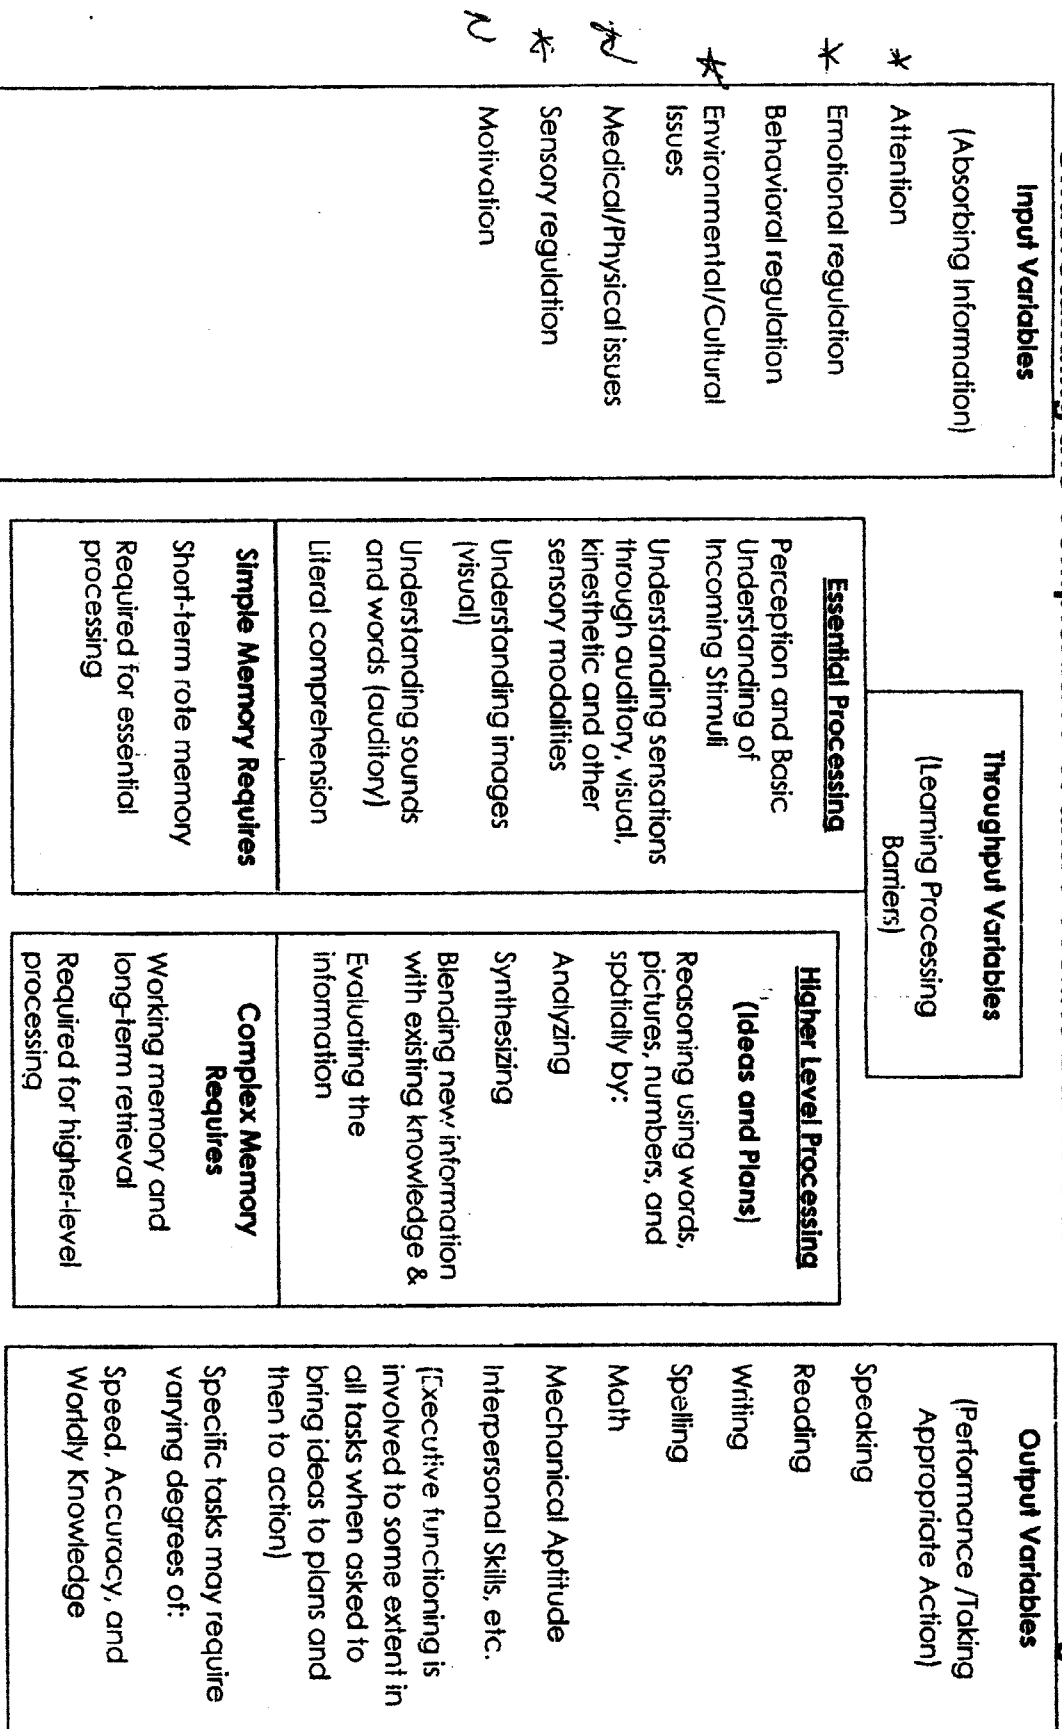 Input Variables
(Absorbing Information)
Attention
Emotional regulation
Behavioral regulation
Environmental/Cultural
Issues
Medical/Physical issues
Sensory regulation
Motivation
Throughput Variables
(Learning Processing
Barriers)
Essential Processing
Perception and Basic
Understanding of
Incoming Stimuli
Understanding sensations
through auditory, visual,
kinesthetic and other
sensory modalities
Understanding images
(visual)
Understanding sounds
and words (auditory)
Literal comprehension
Simple Memory Requires
Short-term rote memory
Required for essential
processing
Higher Level Processing
(Ideas and Plans)
Reasoning using words,
pictures, numbers, and
spatially by:
Analyzing
Synthesizing
Blending new information
with existing knowledge &
Evaluating the
information
Complex Memory
Requires
Working memory and
long-term retrieval
Required for higher-level
processing
Output Variables
(Performance /Taking
Appropriate Action)
Speaking
Reading
Writing
Spelling
Math
Mechanical Aptitude
Interpersonal Skills, etc.
(Executive functioning is
involved to some extent in
all tasks when asked to
bring ideas to plans and
then to action)
Specific tasks may require
varying degrees of:
Speed, Accuracy, and
Worldly Knowledge